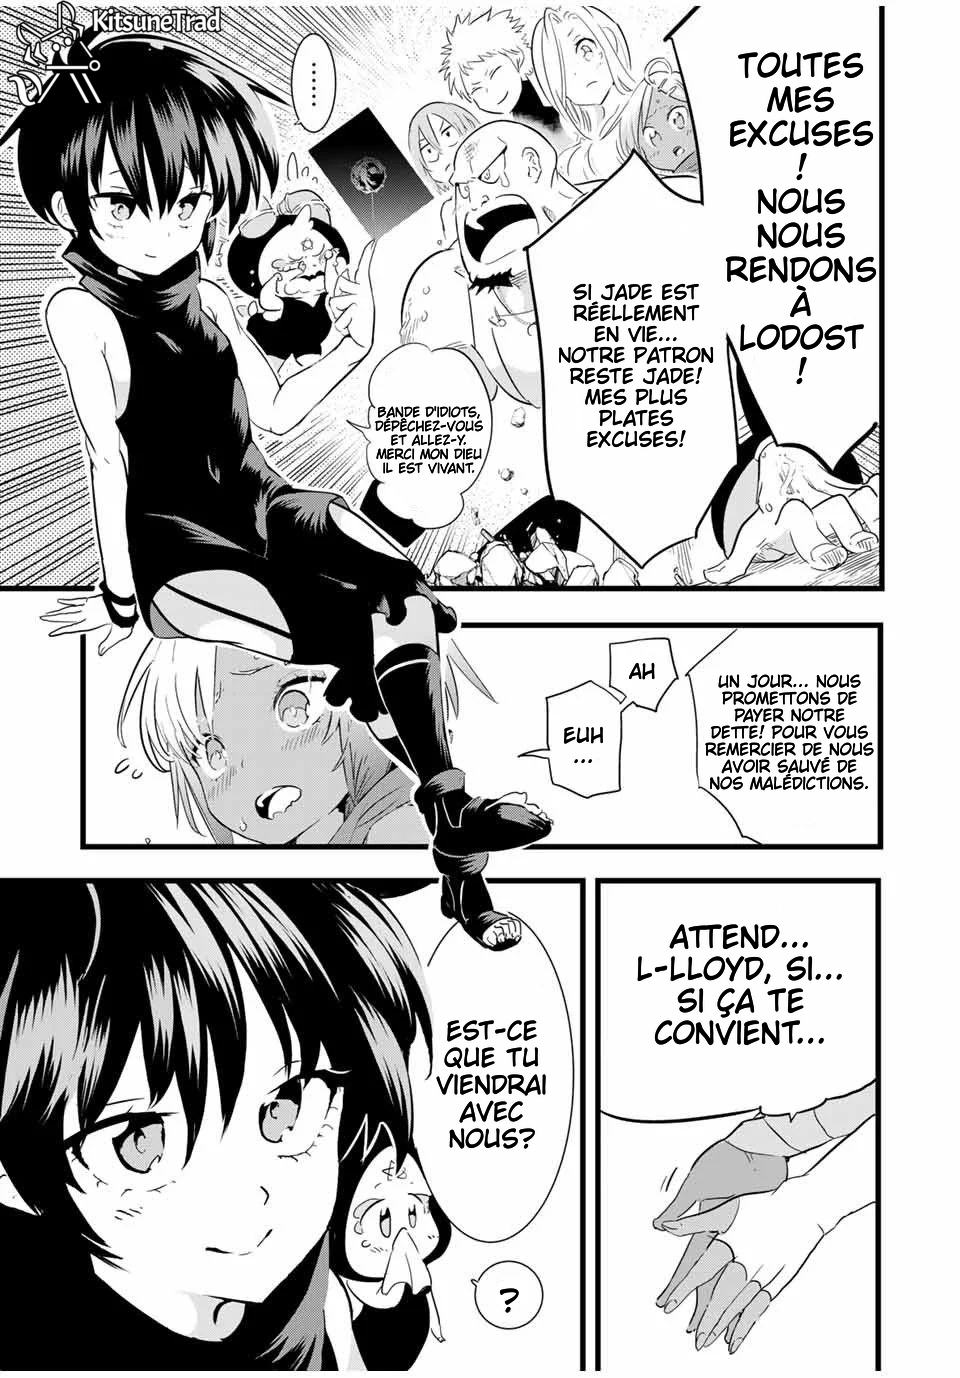 KitsuneTrad
TOUTES
MES
EXCUSES
!
NOUS
NOUS
RENDONS
À
LODOST
!
SI JADE EST
RÉELLEMENT
EN VIE...
NOTRE PATRON
RESTE JADE!
MES PLUS
PLATES
EXCUSES!
......
BANDE D'IDIOTS,
DÉPÊCHEZ-VOUS
ET ALLEZ-Y.
MERCI MON DIEU
IL EST VIVANT.
UN JOUR... NOUS
PROMETTONS DE
PAYER NOTRE
DETTE! POUR VOUS
REMERCIER DE NOUS
AVOIR SAUVÉ DE
NOS MALÉDICTIONS.
AH
EUH
...
ATTEND...
L-LLOYD, SI...
SI ÇA TE
CONVIENT...
EST-CE
QUE TU
VIENDRAI
AVEC
NOUS?
?